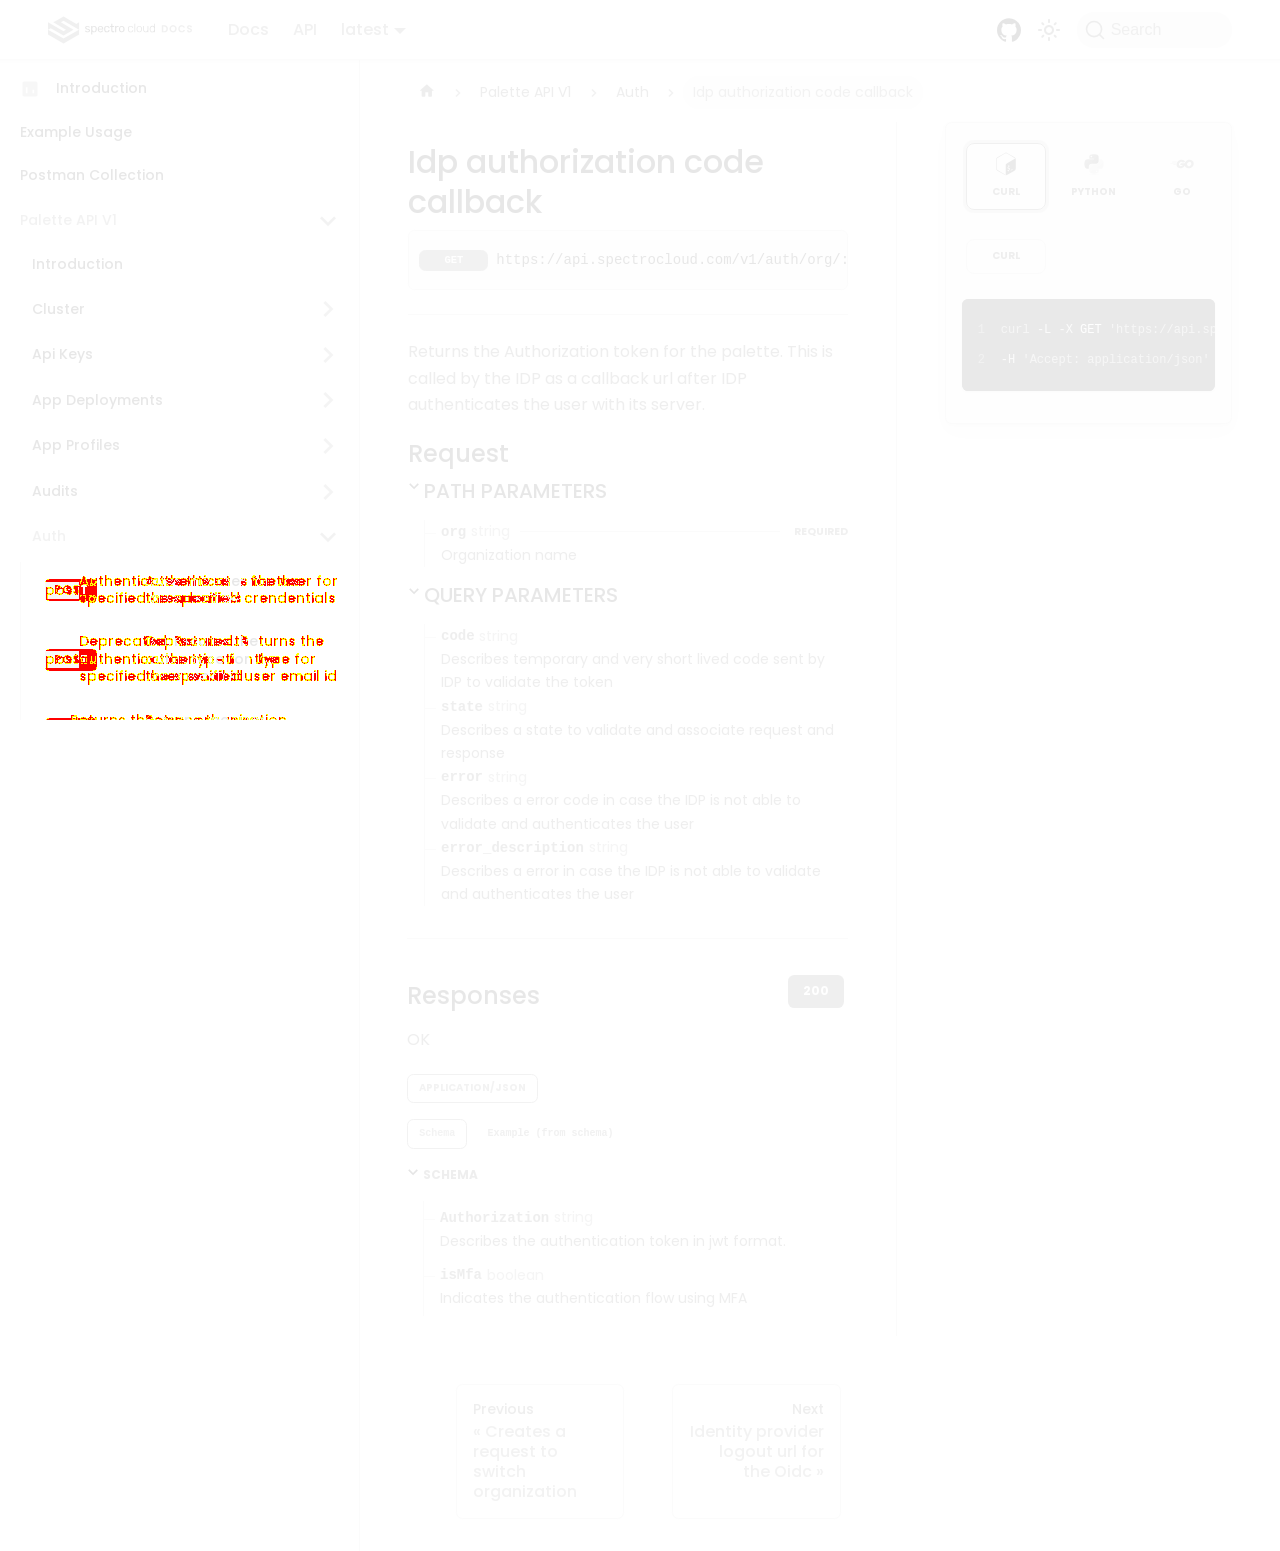 spectro cloud DOCS
Docs
API
latest
Search
Introduction
Example Usage
Postman Collection
Palette API V1
Introduction
Cluster
Api Keys
App Deployments
App Profiles
Audits
Auth
Palette API V1
Auth
Idp authorization code callback
Idp authorization code
callback
GET https://api.spectrocloud.com/v1/auth/org/:
Returns the Authorization token for the palette. This is
called by the IDP as a callback url after IDP
authenticates the user with its server.
Request
PATH PARAMETERS
org string REQUIRED
Organization name
QUERY PARAMETERS
code string
Describes temporary and very short lived code sent by
IDP to validate the token
state string
Describes a state to validate and associate request and
response
error string
Describes a error code in case the IDP is not able to
validate and authenticates the user
error_description string
Describes a error in case the IDP is not able to validate
and authenticates the user
Responses
200
OK
APPLICATION/JSON
Schema
Example (from schema)
SCHEMA
Authorization string
Describes the authentication token in jwt format.
isMfa boolean
Indicates the authentication flow using MFA
Previous
« Creates a
request to
switch
organization
Next
Identity provider
logout url for
the Oidc »
CURL
PYTHON
GO
CURL
1 curl -L -X GET 'https://api.sp
2 -H 'Accept: application/json'